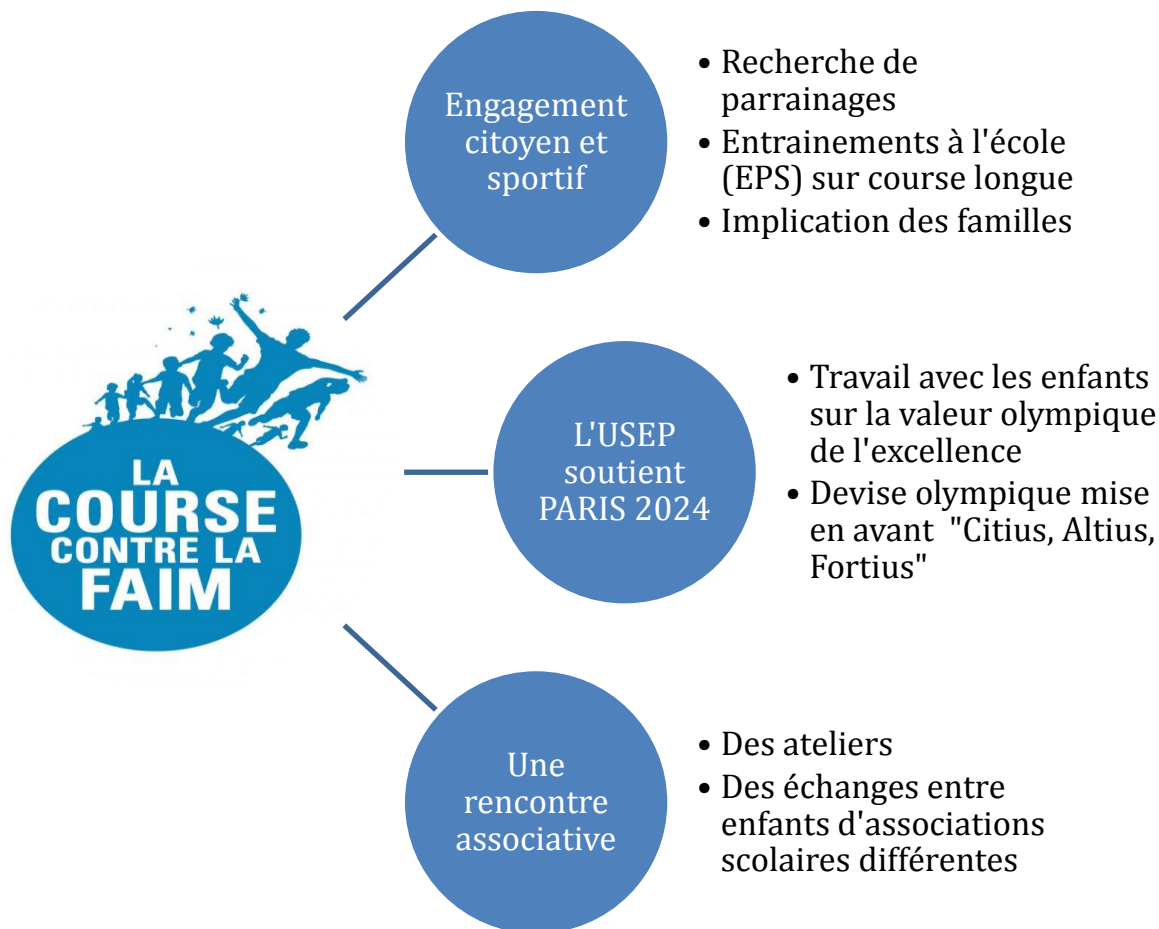 Engagement
citoyen et
sportif
• Recherche de
parrainages
• Entrainements à l'école
(EPS) sur course longue
• Implication des familles
LA
COURSE
CONTRE LA
FAIM
L'USEP
soutient
PARIS 2024
• Travail avec les enfants
sur la valeur olympique
de l'excellence
• Devise olympique mise
en avant "Citius, Altius,
Fortius"
Une
rencontre
associative
• Des ateliers
• Des échanges entre
enfants d'associations
scolaires différentes